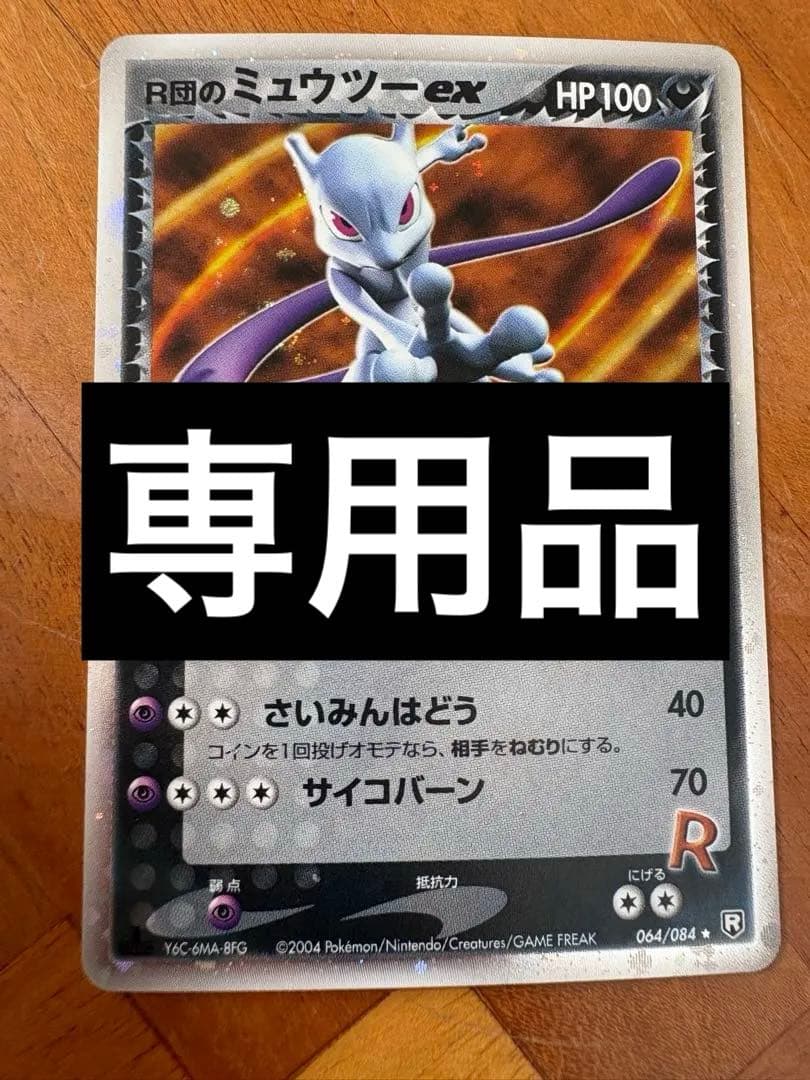 R団のミュウツーex HP100
専用品
さいみんはどう 40
コインを1回投げオモテなら、相手をねむりにする。
サイコバーン 70
R
弱点 抵抗力 にげる
Y6C-6MA-8FG ©2004 Pokémon/Nintendo/Creatures/GAME FREAK 064/084 ★ R